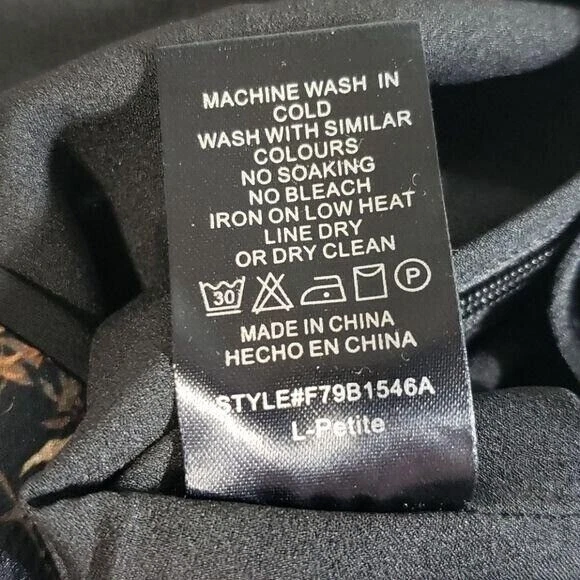 MACHINE WASH IN
COLD
WASH WITH SIMILAR
COLOURS
NO SOAKING
NO BLEACH
IRON ON LOW HEAT
LINE DRY
OR DRY CLEAN
30 P
MADE IN CHINA
HECHO EN CHINA
STYLE#F79B1546A
L-Petite